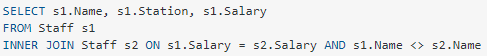 SELECT s1.Name, s1.Station, s1.Salary
FROM Staff s1
INNER JOIN Staff s2 ON s1.Salary = s2.Salary AND s1.Name <> s2.Name